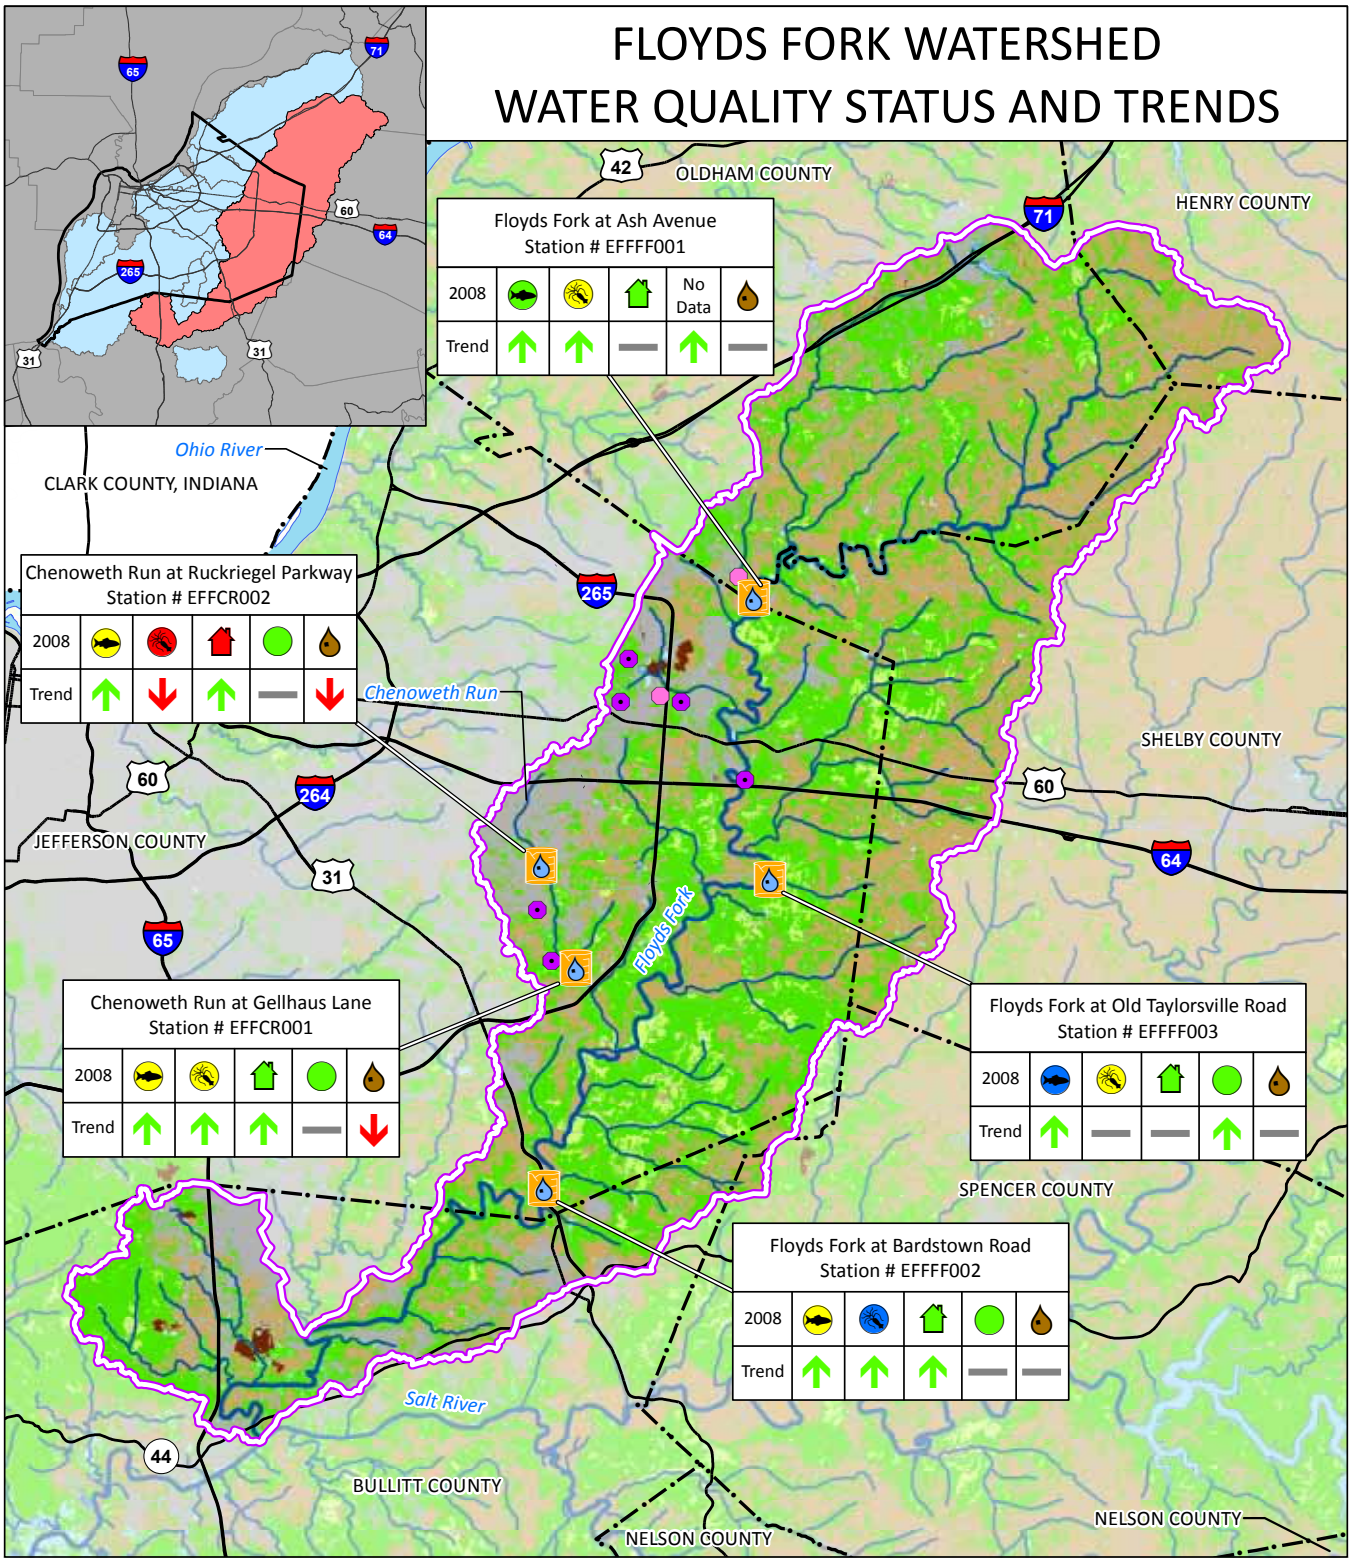 FLOYDS FORK WATERSHED
WATER QUALITY STATUS AND TRENDS
71
65
60
64
265
31
31
42
OLDHAM COUNTY
HENRY COUNTY
71
Floyds Fork at Ash Avenue
Station # EFFFF001
2008
No
Data
Trend
Ohio River
CLARK COUNTY, INDIANA
Chenoweth Run at Ruckriegel Parkway
Station # EFFCR002
2008
Trend
265
Chenoweth Run
SHELBY COUNTY
60
264
60
JEFFERSON COUNTY
31
64
65
Floyds Fork
Chenoweth Run at Gellhaus Lane
Station # EFFCR001
2008
Trend
Floyds Fork at Old Taylorsville Road
Station # EFFFF003
2008
Trend
SPENCER COUNTY
Floyds Fork at Bardstown Road
Station # EFFFF002
2008
Trend
Salt River
44
BULLITT COUNTY
NELSON COUNTY
NELSON COUNTY